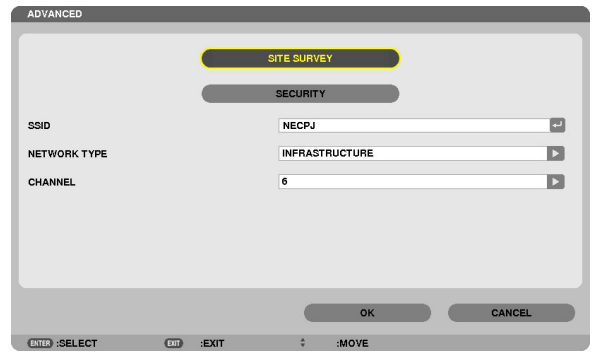 ADVANCED
SITE SURVEY
SECURITY
SSID NECPJ
NETWORK TYPE INFRASTRUCTURE
CHANNEL 6
OK CANCEL
ENTER :SELECT EXIT :EXIT :MOVE